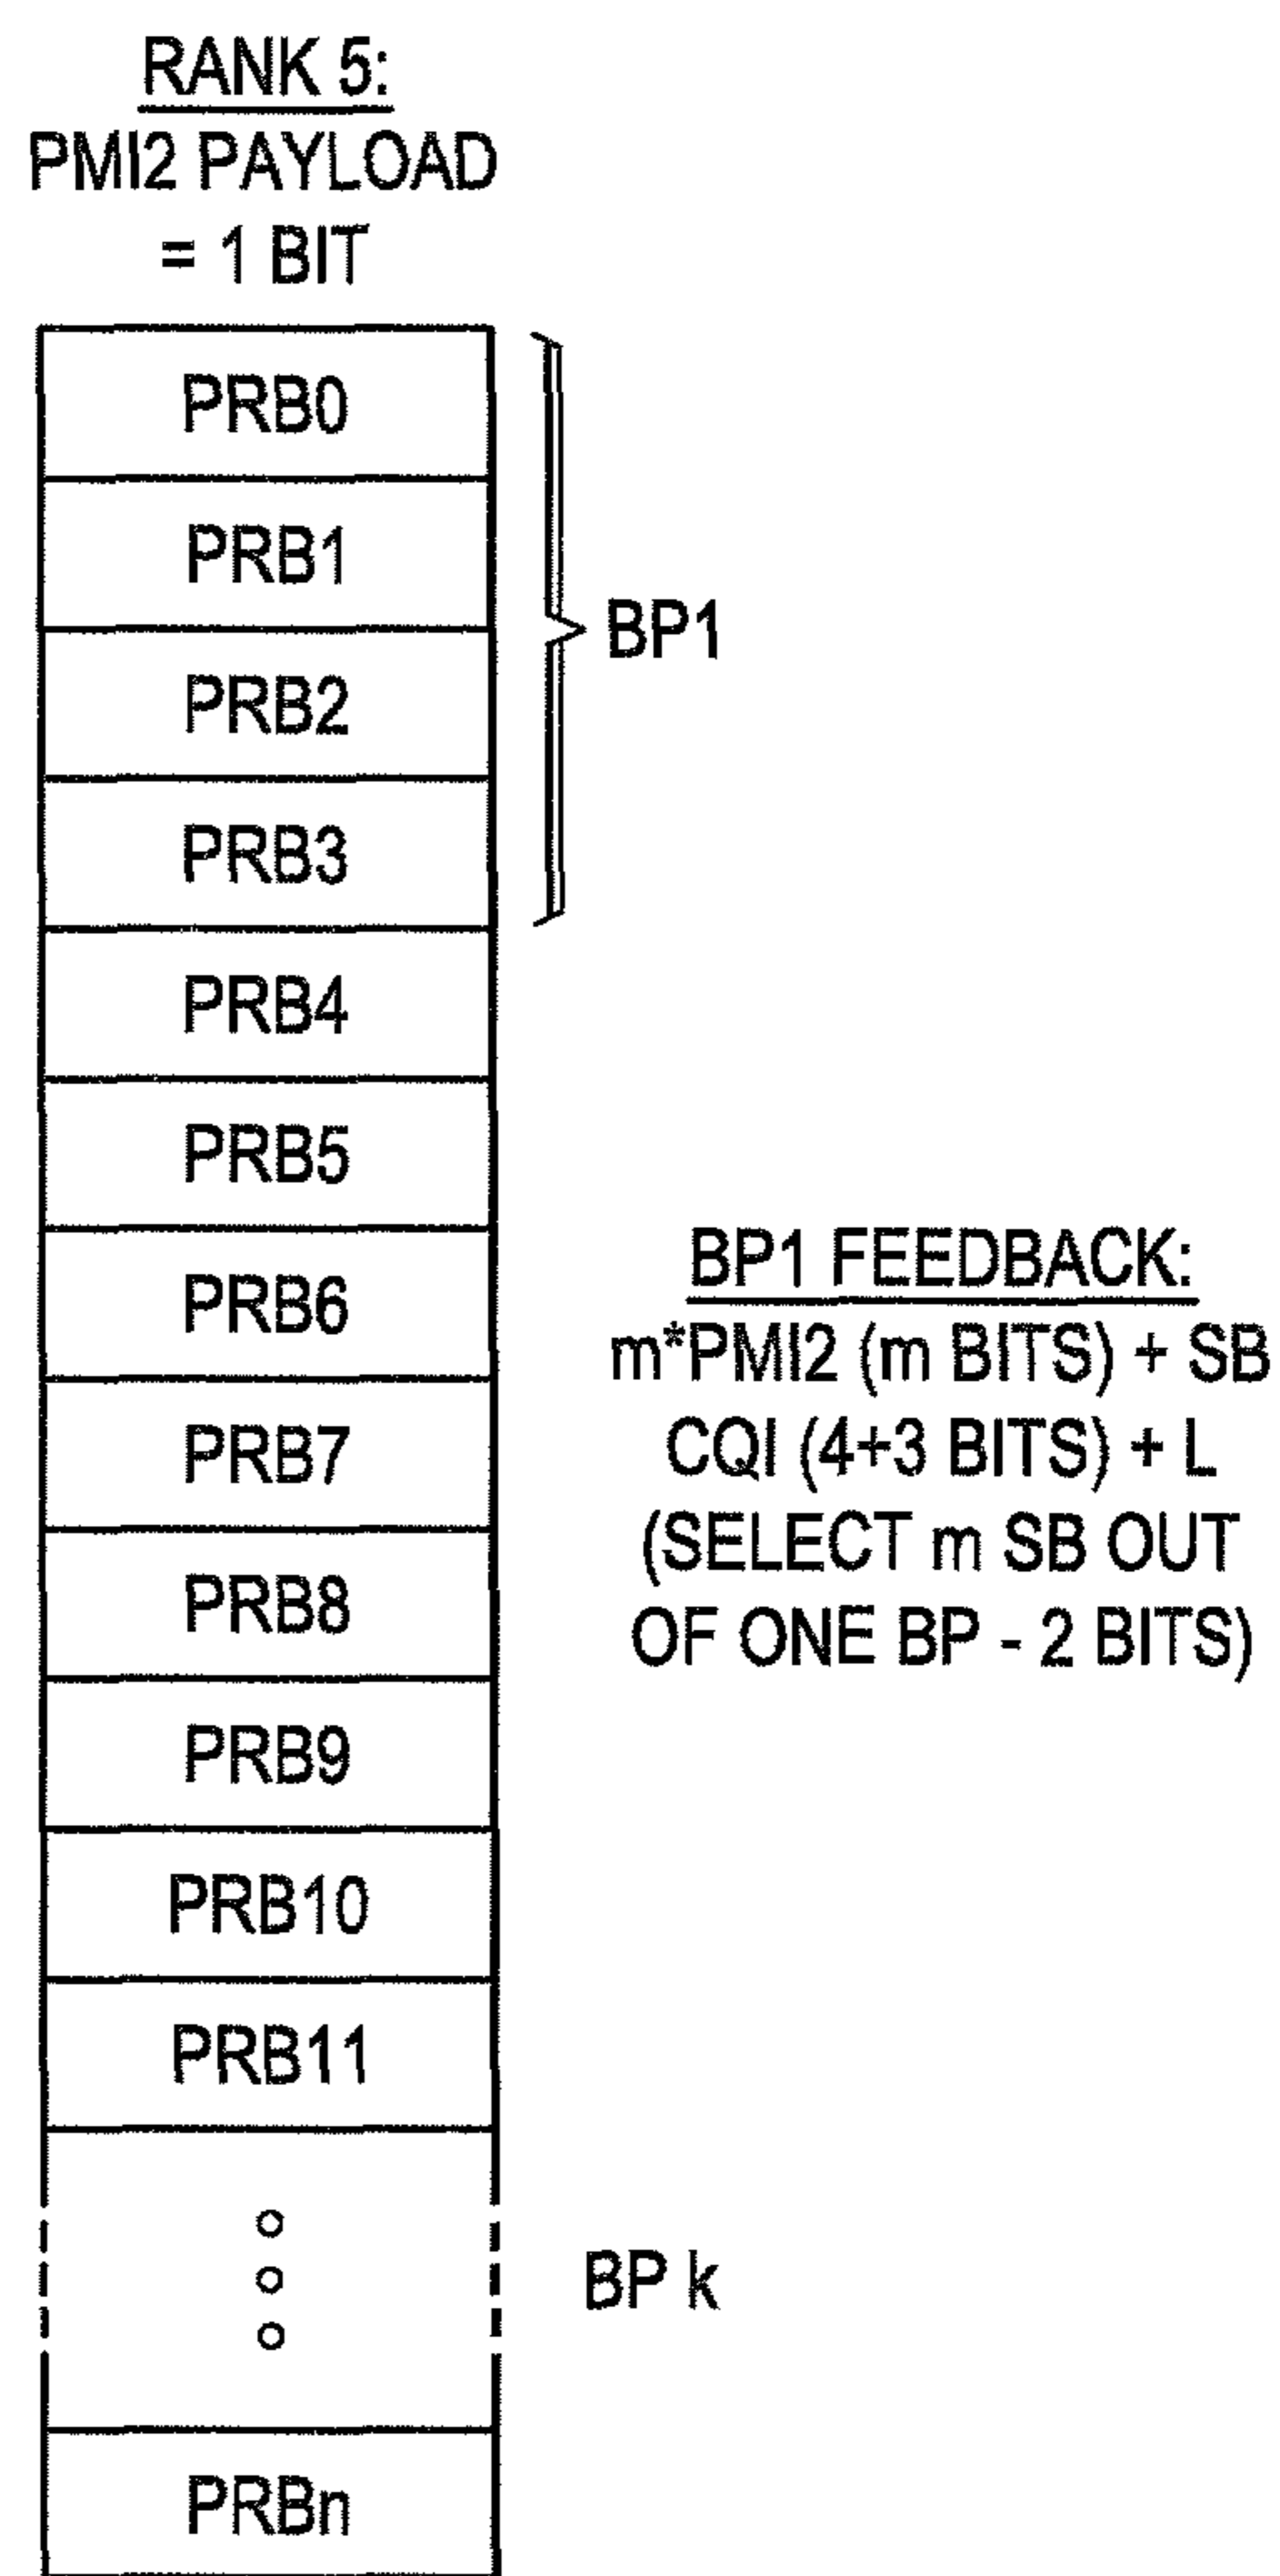 RANK 5:
PMI2 PAYLOAD
= 1 BIT
PRB0
PRB1
PRB2
PRB3
BP1
PRB4
PRB5
PRB6
PRB7
PRB8
PRB9
PRB10
PRB11
BP1 FEEDBACK:
m*PMI2 (m BITS) + SB
CQI (4+3 BITS) + L
(SELECT m SB OUT
OF ONE BP - 2 BITS)
BP k
PRBn